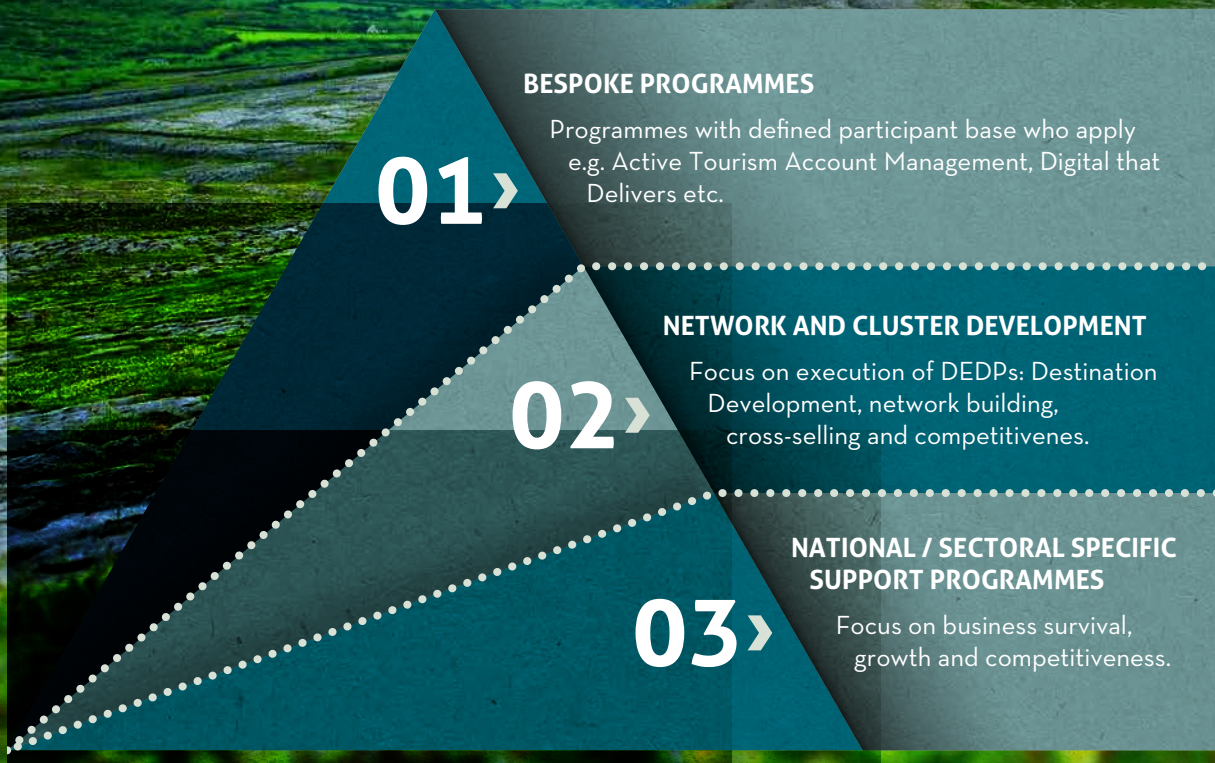 01
BESPOKE PROGRAMMES
Programmes with defined participant base who apply
e.g. Active Tourism Account Management, Digital that
Delivers etc.
02
NETWORK AND CLUSTER DEVELOPMENT
Focus on execution of DEDPs: Destination
Development, network building,
cross-selling and competitivenes.
03
NATIONAL / SECTORAL SPECIFIC
SUPPORT PROGRAMMES
Focus on business survival,
growth and competitiveness.